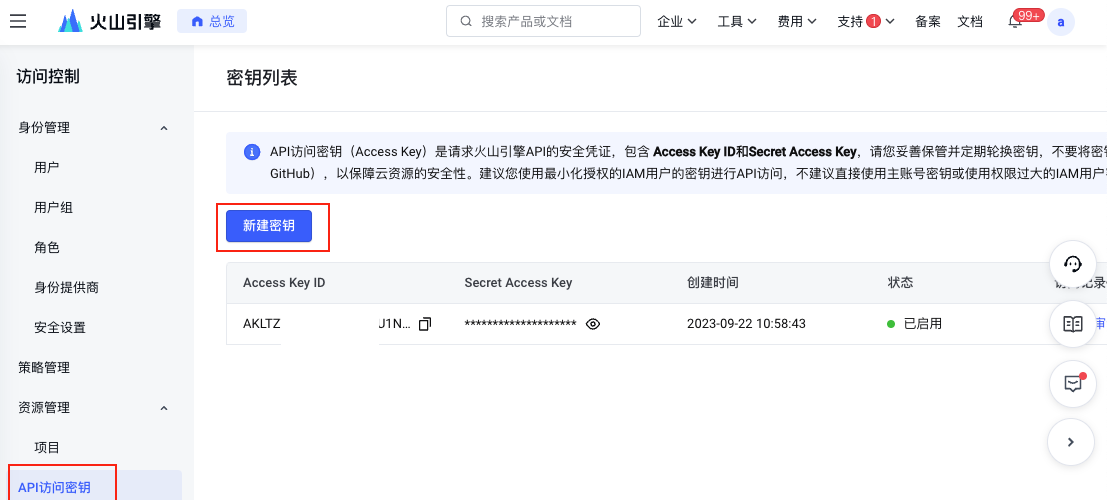 火山引擎
总览
搜索产品或文档
企业
工具
费用
支持 1
备案
文档
99+
a
访问控制
身份管理
用户
用户组
角色
身份提供商
安全设置
策略管理
资源管理
项目
API访问密钥
密钥列表
API访问密钥（Access Key）是请求火山引擎API的安全凭证，包含 Access Key ID和Secret Access Key，请您妥善保管并定期轮换密钥，不要将密
GitHub），以保障云资源的安全性。建议您使用最小化授权的IAM用户的密钥进行API访问，不建议直接使用主账号密钥或使用权限过大的IAM用户
新建密钥
Access Key ID
Secret Access Key
创建时间
状态
记录
AKLTZ
U1N...
********************
2023-09-22 10:58:43
已启用
审